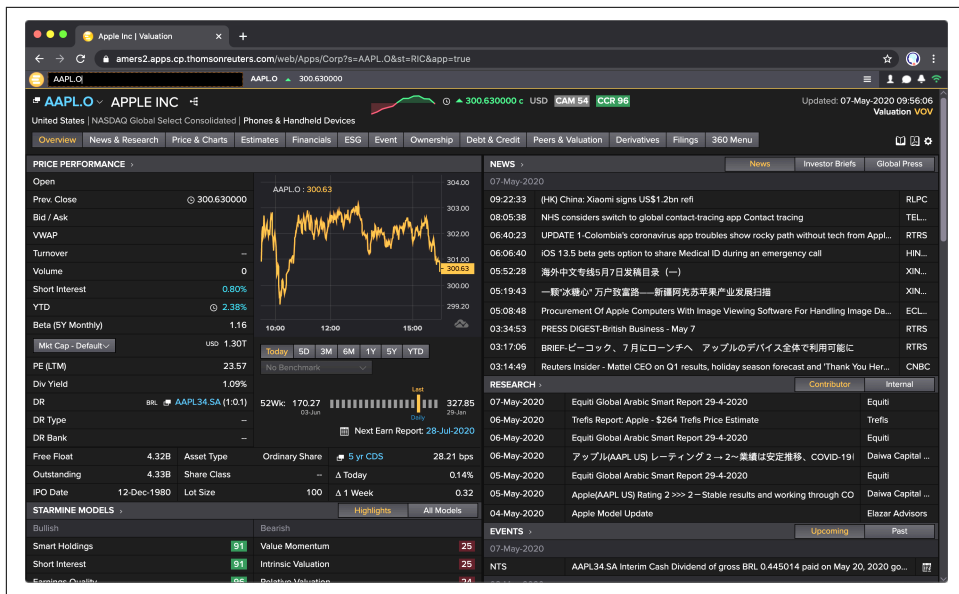 Apple Inc | Valuation
amers2.apps.cp.thomsonreuters.com/web/Apps/Corp?s=AAPL.O&st=RIC&app=true
AAPL.O
AAPL.O 300.630000
AAPL.O APPLE INC
300.630000 c USD CAM 54 CCR 96
Updated: 07-May-2020 09:56:06
Valuation VOV
United States | NASDAQ Global Select Consolidated | Phones & Handheld Devices
Overview News & Research Price & Charts Estimates Financials ESG Event Ownership Debt & Credit Peers & Valuation Derivatives Filings 360 Menu
PRICE PERFORMANCE
Open
Prev. Close 300.630000
Bid / Ask
VWAP
Turnover –
Volume 0
Short Interest 0.80%
YTD 2.38%
Beta (5Y Monthly) 1.16
Mkt Cap - Default USD 1.30T
PE (LTM) 23.57
Div Yield 1.09%
DR BRL AAPL34.SA (1:0.1)
DR Type –
DR Bank –
AAPL.O : 300.63
304.00
303.00
302.00
301.00
300.63
300.00
299.20
10:00 12:00 15:00
Today 5D 3M 6M 1Y 5Y YTD
No Benchmark
Last
52Wk: 170.27 327.85
03-Jun Daily 29-Jan
Next Earn Report: 28-Jul-2020
Free Float 4.32B Asset Type Ordinary Share 5 yr CDS 28.21 bps
Outstanding 4.33B Share Class – Δ Today 0.14%
IPO Date 12-Dec-1980 Lot Size 100 Δ 1 Week 0.32
STARMINE MODELS Highlights All Models
Bullish Bearish
Smart Holdings 91 Value Momentum 25
Short Interest 91 Intrinsic Valuation 25
Earnings Quality 96 Relative Valuation 24
NEWS News Investor Briefs Global Press
07-May-2020
09:22:33 (HK) China: Xiaomi signs US$1.2bn refi RLPC
08:05:38 NHS considers switch to global contact-tracing app Contact tracing TEL...
06:40:23 UPDATE 1-Colombia's coronavirus app troubles show rocky path without tech from Appl... RTRS
06:06:40 iOS 13.5 beta gets option to share Medical ID during an emergency call HIN...
05:52:28 海外中文专线5月7日发稿目录（一） XIN...
05:19:43 一颗"冰糖心" 万户致富路——新疆阿克苏苹果产业发展扫描 XIN...
05:08:48 Procurement Of Apple Computers With Image Viewing Software For Handling Image Da... ECL...
03:34:53 PRESS DIGEST-British Business - May 7 RTRS
03:17:06 BRIEF-ピーコック、７月にローンチへ アップルのデバイス全体で利用可能に RTRS
03:14:49 Reuters Insider - Mattel CEO on Q1 results, holiday season forecast and 'Thank You Her... CNBC
RESEARCH Contributor Internal
07-May-2020 Equiti Global Arabic Smart Report 29-4-2020 Equiti
06-May-2020 Trefis Report: Apple - $264 Trefis Price Estimate Trefis
06-May-2020 Equiti Global Arabic Smart Report 29-4-2020 Equiti
06-May-2020 アップル(AAPL US) レーティング 2 → 2～業績は安定推移、COVID-19 Daiwa Capital ...
05-May-2020 Equiti Global Arabic Smart Report 29-4-2020 Equiti
05-May-2020 Apple(AAPL US) Rating 2 >>> 2－Stable results and working through CO Daiwa Capital ...
04-May-2020 Apple Model Update Elazar Advisors
EVENTS Upcoming Past
07-May-2020
NTS AAPL34.SA Interim Cash Dividend of gross BRL 0.445014 paid on May 20, 2020 go...